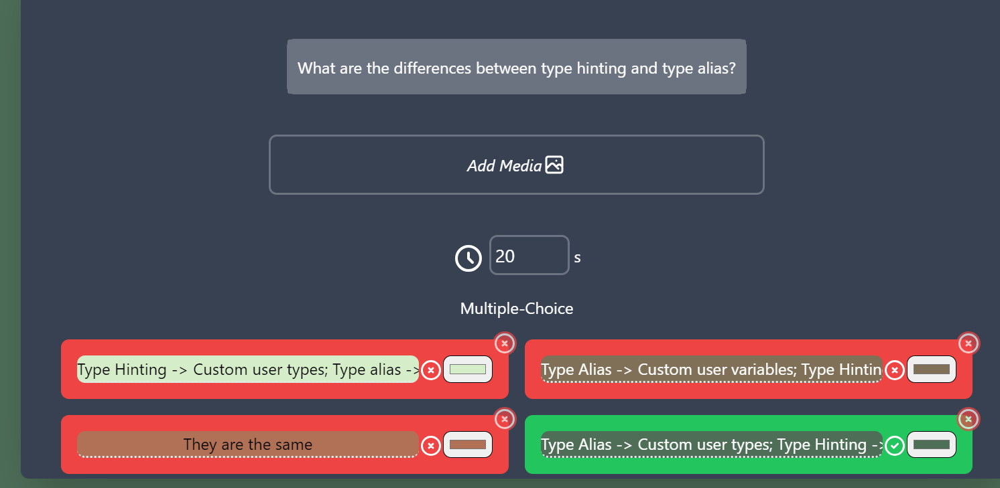 What are the differences between type hinting and type alias?
Add Media
20 s
Multiple-Choice
Type Hinting -> Custom user types; Type alias ->
Type Alias -> Custom user variables; Type Hintin
They are the same
Type Alias -> Custom user types; Type Hinting ->